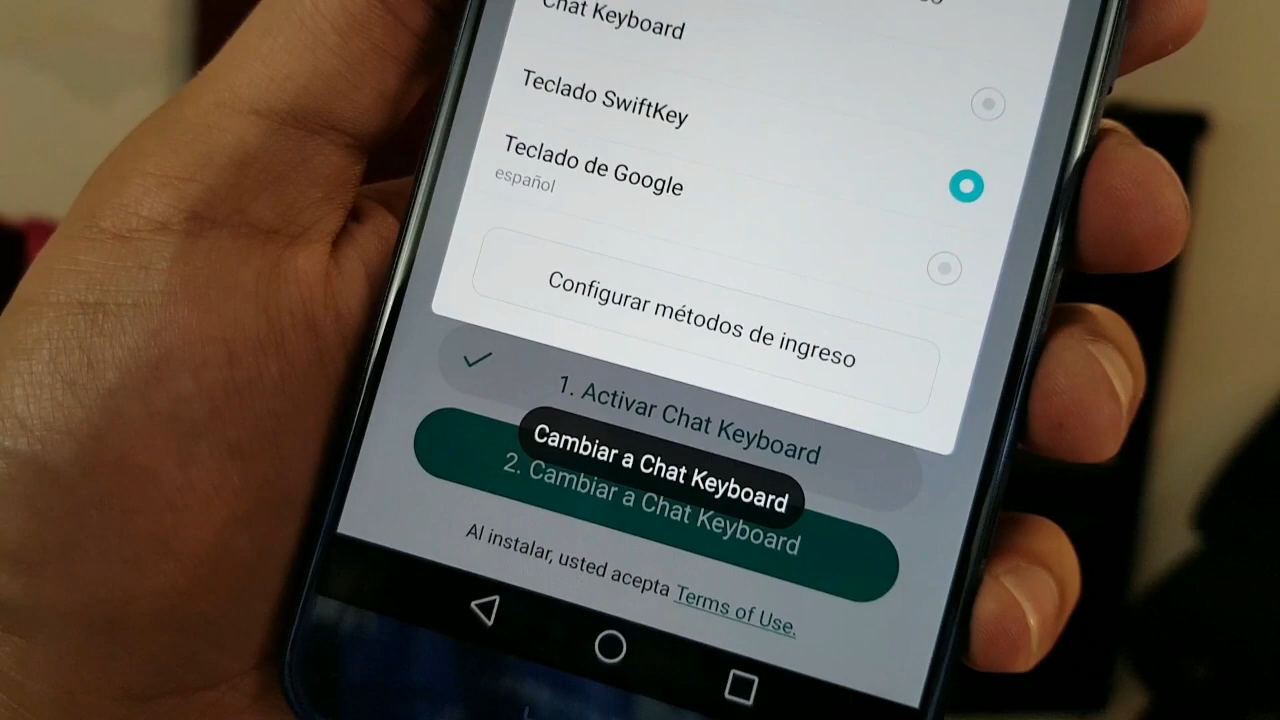 Chat Keyboard
Teclado SwiftKey
Teclado de Google
español
Configurar métodos de ingreso
1. Activar Chat Keyboard
Cambiar a Chat Keyboard
2. Cambiar a Chat Keyboard
Al instalar, usted acepta Terms of Use.